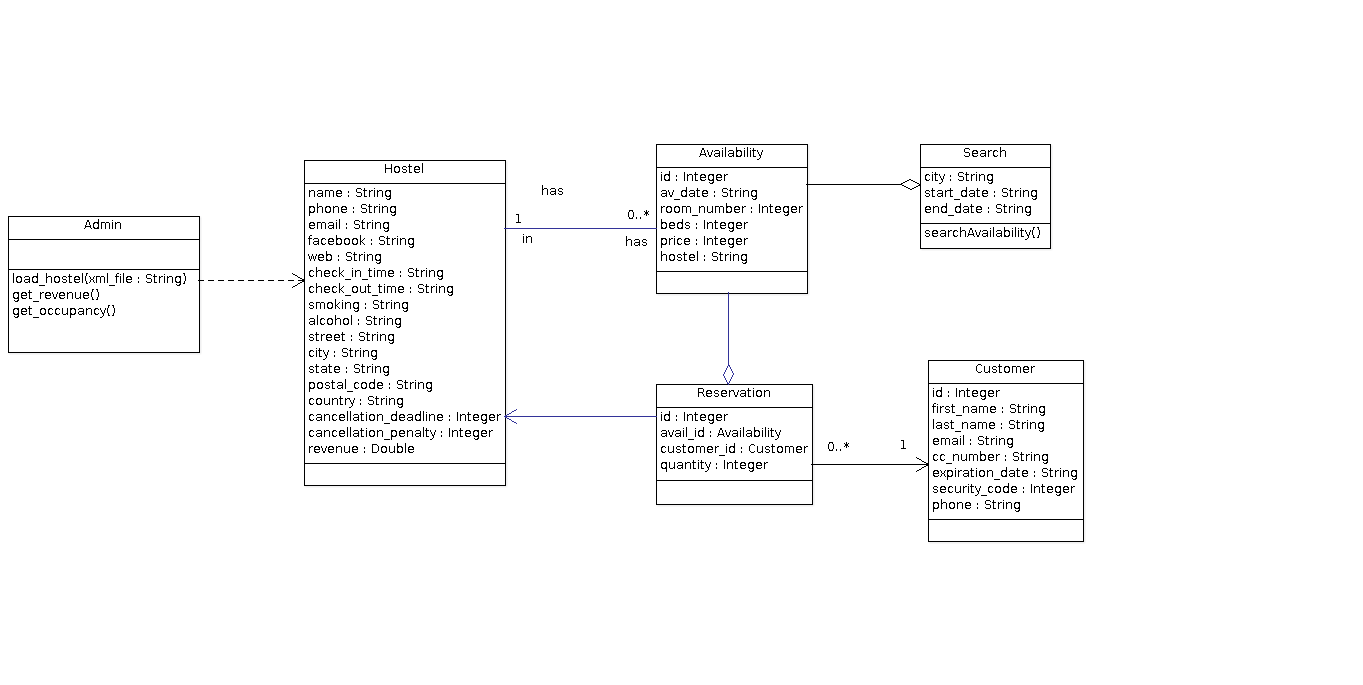 Admin
load_hostel(xml_file : String)
get_revenue()
get_occupancy()
Hostel
name : String
phone : String
email : String
facebook : String
web : String
check_in_time : String
check_out_time : String
smoking : String
alcohol : String
street : String
city : String
state : String
postal_code : String
country : String
cancellation_deadline : Integer
cancellation_penalty : Integer
revenue : Double
has
1
0..*
in
has
Availability
id : Integer
av_date : String
room_number : Integer
beds : Integer
price : Integer
hostel : String
Search
city : String
start_date : String
end_date : String
searchAvailability()
Reservation
id : Integer
avail_id : Availability
customer_id : Customer
quantity : Integer
0..*
1
Customer
id : Integer
first_name : String
last_name : String
email : String
cc_number : String
expiration_date : String
security_code : Integer
phone : String